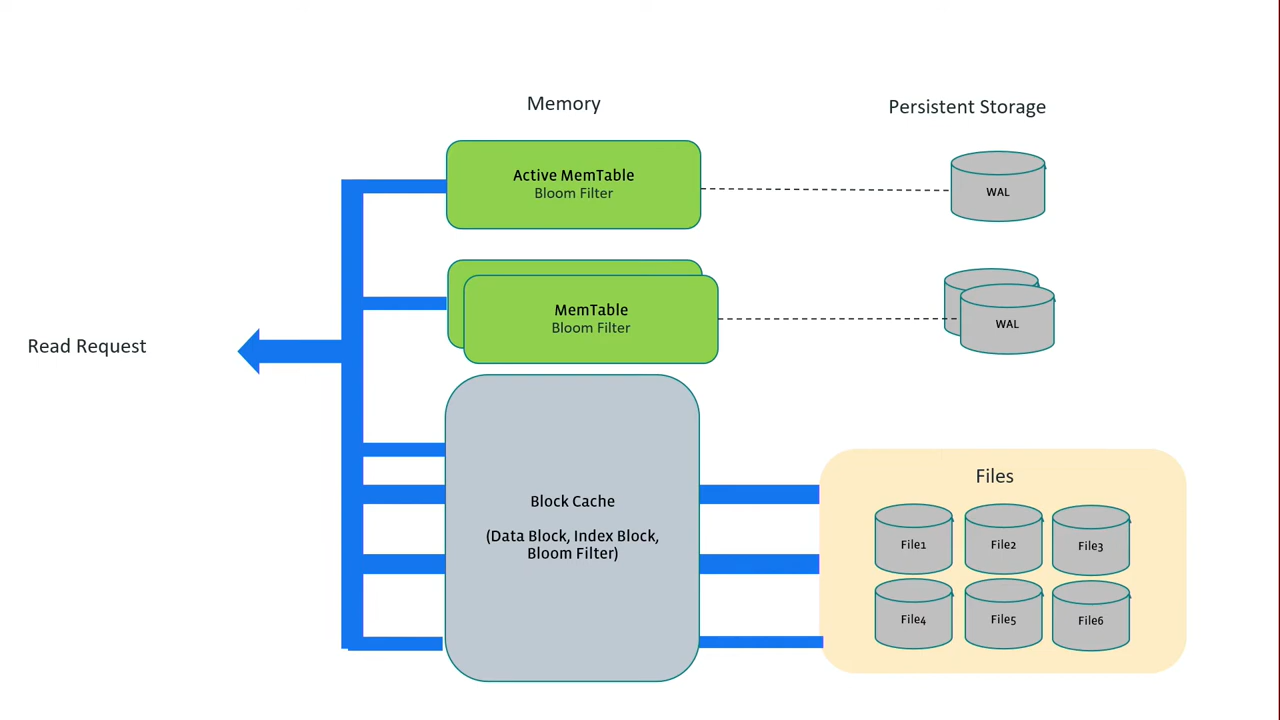 Memory
Persistent Storage
Active MemTable
Bloom Filter
WAL
MemTable
Bloom Filter
WAL
Read Request
Block Cache
(Data Block, Index Block,
Bloom Filter)
Files
File1
File2
File3
File4
File5
File6